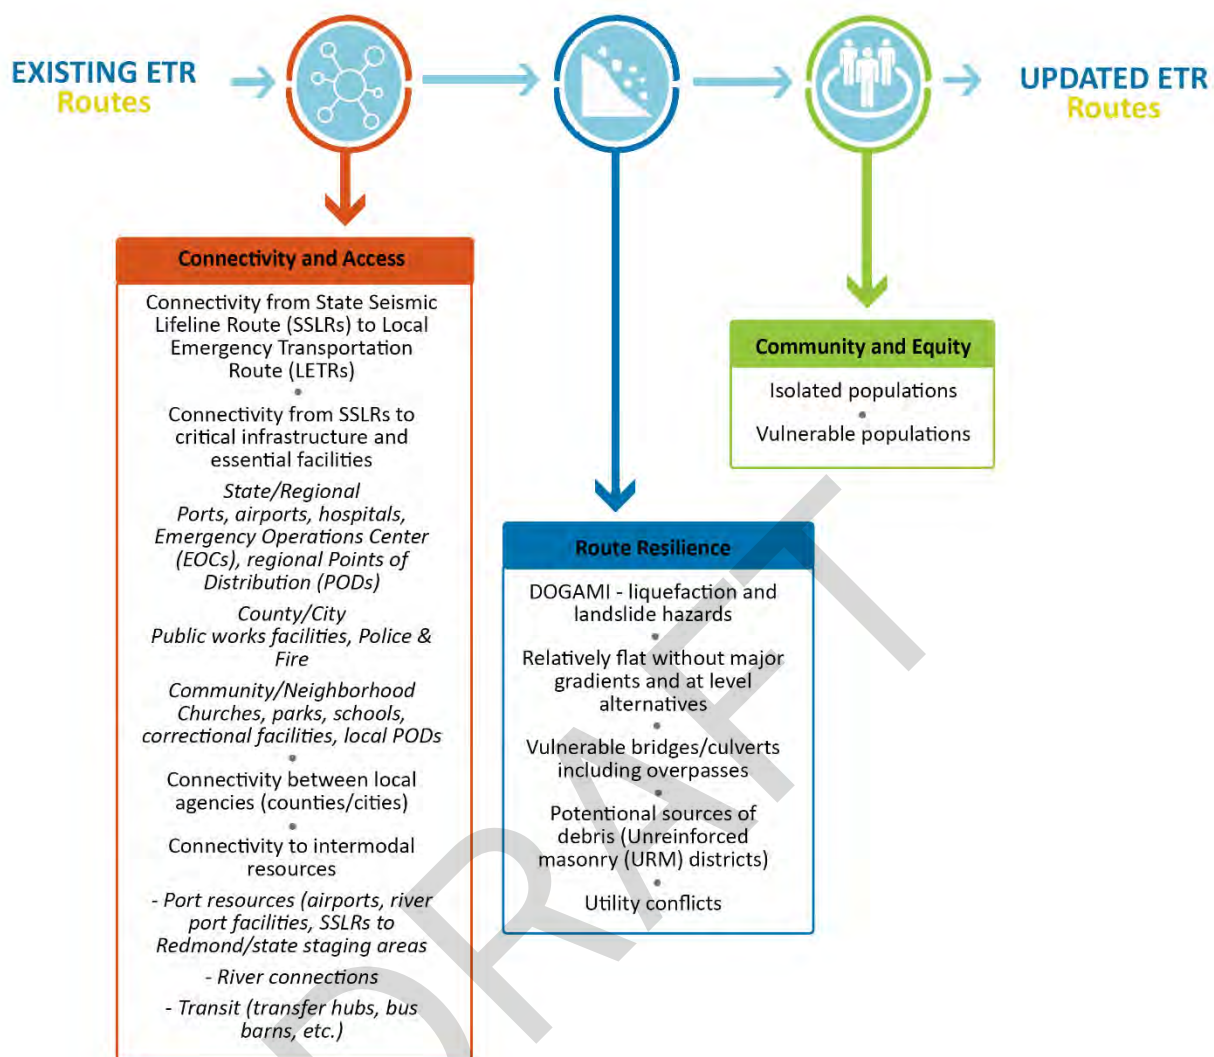 EXISTING ETR
Routes
UPDATED ETR
Routes
Connectivity and Access
Connectivity from State Seismic
Lifeline Route (SSLRs) to Local
Emergency Transportation
Route (LETRs)
•
Connectivity from SSLRs to
critical infrastructure and
essential facilities
State/Regional
Ports, airports, hospitals,
Emergency Operations Center
(EOCs), regional Points of
Distribution (PODs)
County/City
Public works facilities, Police &
Fire
Community/Neighborhood
Churches, parks, schools,
correctional facilities, local PODs
•
Connectivity between local
agencies (counties/cities)
•
Connectivity to intermodal
resources
- Port resources (airports, river
port facilities, SSLRs to
Redmond/state staging areas
- River connections
- Transit (transfer hubs, bus
barns, etc.)
Route Resilience
DOGAMI - liquefaction and
landslide hazards
•
Relatively flat without major
gradients and at level
alternatives
•
Vulnerable bridges/culverts
including overpasses
•
Potential sources of
debris (Unreinforced
masonry (URM) districts)
•
Utility conflicts
Community and Equity
Isolated populations
•
Vulnerable populations
DRAFT